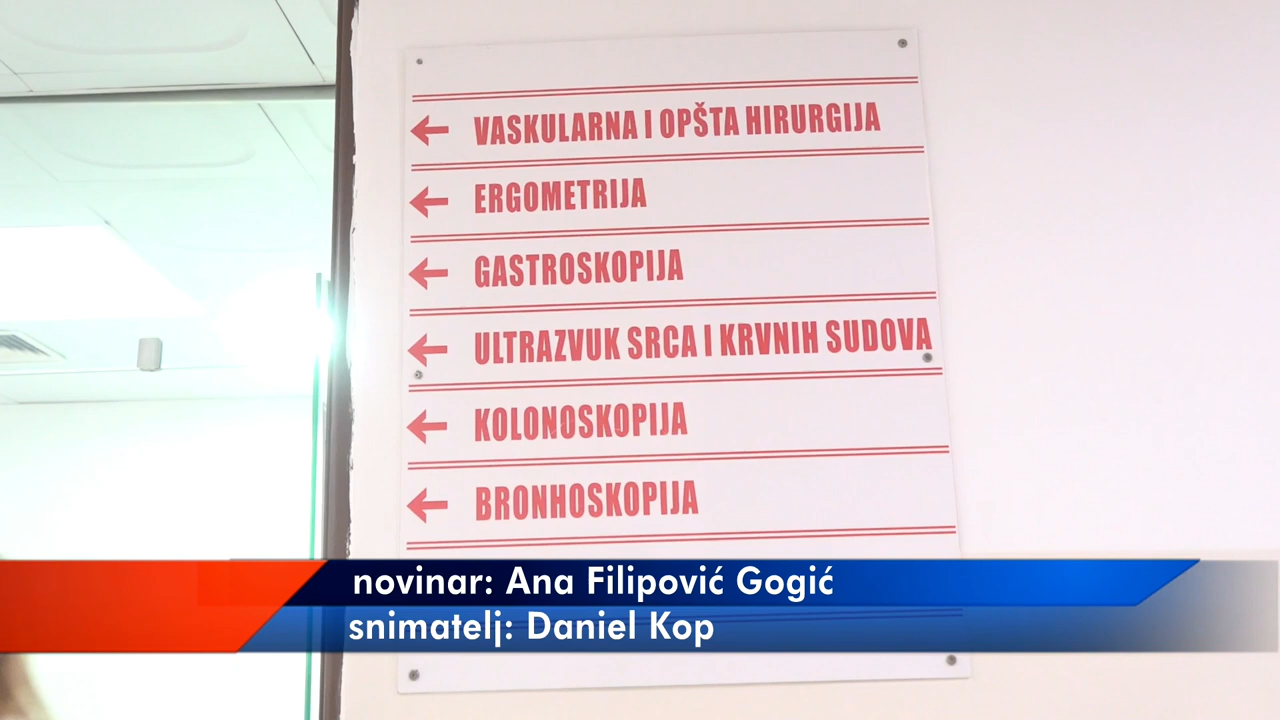 VASKULARNA I OPŠTA HIRURGIJA
ERGOMETRIJA
GASTROSKOPIJA
ULTRAZVUK SRCA I KRVNIH SUDOVA
KOLONOSKOPIJA
BRONHOSKOPIJA
novinar: Ana Filipović Gogić
snimatelj: Daniel Kop